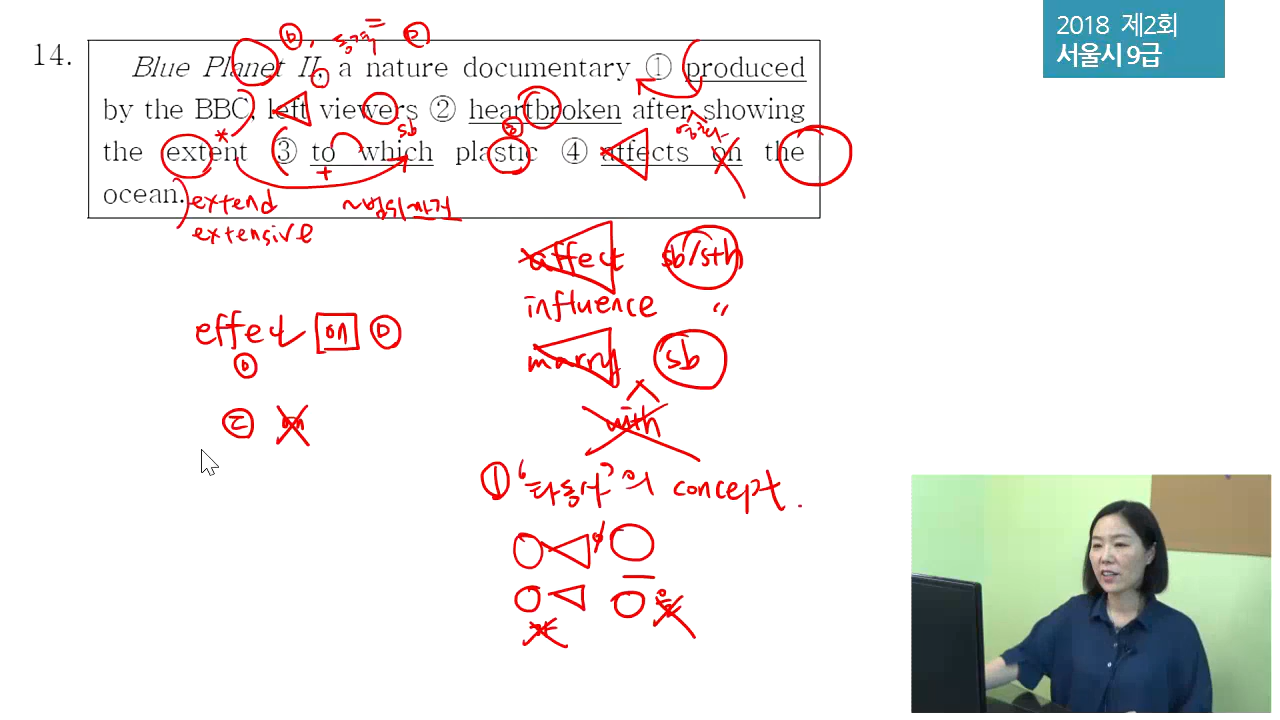 2018 제2회
서울시 9급
14.
Blue Planet II, a nature documentary ① produced
by the BBC, left viewers ② heartbroken after showing
the extent ③ to which plastic ④ affects on the
ocean.
sb
+
extend
extensive
~범위까지
affect sb/sth
influence 〃
effect on
marry sb
with
① '타동사'의 concept.